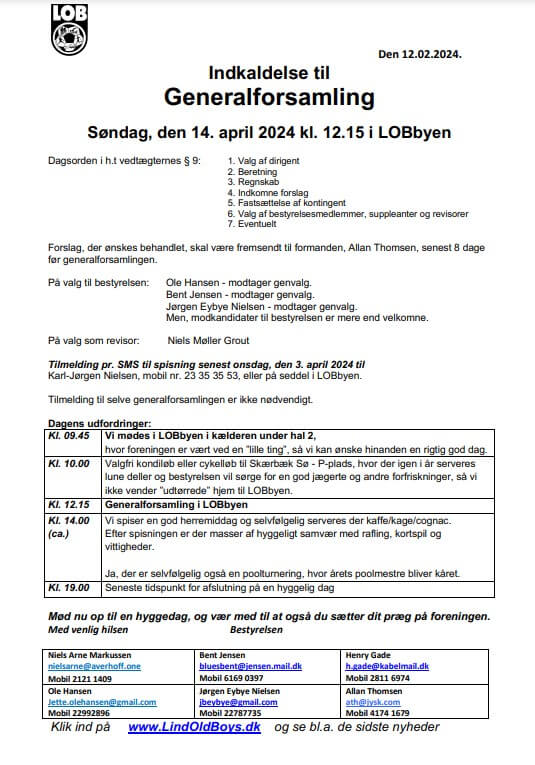 LOB
Den 12.02.2024.
Indkaldelse til
Generalforsamling
Søndag, den 14. april 2024 kl. 12.15 i LOBbyen
Dagsorden i h.t vedtægternes § 9:
1. Valg af dirigent
2. Beretning
3. Regnskab
4. Indkomne forslag
5. Fastsættelse af kontingent
6. Valg af bestyrelsesmedlemmer, suppleanter og revisorer
7. Eventuelt
Forslag, der ønskes behandlet, skal være fremsendt til formanden, Allan Thomsen, senest 8 dage
før generalforsamlingen.
På valg til bestyrelsen: Ole Hansen - modtager genvalg.
Bent Jensen - modtager genvalg.
Jørgen Eybye Nielsen - modtager genvalg.
Men, modkandidater til bestyrelsen er mere end velkomne.
På valg som revisor: Niels Møller Grout
Tilmelding pr. SMS til spisning senest onsdag, den 3. april 2024 til
Karl-Jørgen Nielsen, mobil nr. 23 35 35 53, eller på seddel i LOBbyen.
Tilmelding til selve generalforsamlingen er ikke nødvendigt.
Dagens udfordringer:
Kl. 09.45 Vi mødes i LOBbyen i kælderen under hal 2,
hvor foreningen er vært ved en ”lille ting”, så vi kan ønske hinanden en rigtig god dag.
Kl. 10.00 Valgfri kondiløb eller cykelløb til Skærbæk Sø - P-plads, hvor der igen i år serveres
lune deller og bestyrelsen vil sørge for en god jægerte og andre forfriskninger, så vi
ikke vender ”udtørrede” hjem til LOBbyen.
Kl. 12.15 Generalforsamling i LOBbyen
Kl. 14.00 Vi spiser en god herremiddag og selvfølgelig serveres der kaffe/kage/cognac.
(ca.) Efter spisningen er der masser af hyggeligt samvær med rafling, kortspil og
vittigheder.
Ja, der er selvfølgelig også en poolturnering, hvor årets poolmestre bliver kåret.
Kl. 19.00 Seneste tidspunkt for afslutning på en hyggelig dag
Mød nu op til en hyggedag, og vær med til at også du sætter dit præg på foreningen.
Med venlig hilsen Bestyrelsen
Niels Arne Markussen
nielsarne@averhoff.one
Mobil 2121 1409
Bent Jensen
bluesbent@jensen.mail.dk
Mobil 6169 0397
Henry Gade
h.gade@kabelmail.dk
Mobil 2811 6974
Ole Hansen
Jette.olehansen@gmail.com
Mobil 22992896
Jørgen Eybye Nielsen
jbeybye@gmail.com
Mobil 22787735
Allan Thomsen
ath@jysk.com
Mobil 4174 1679
Klik ind på www.LindOldBoys.dk og se bl.a. de sidste nyheder